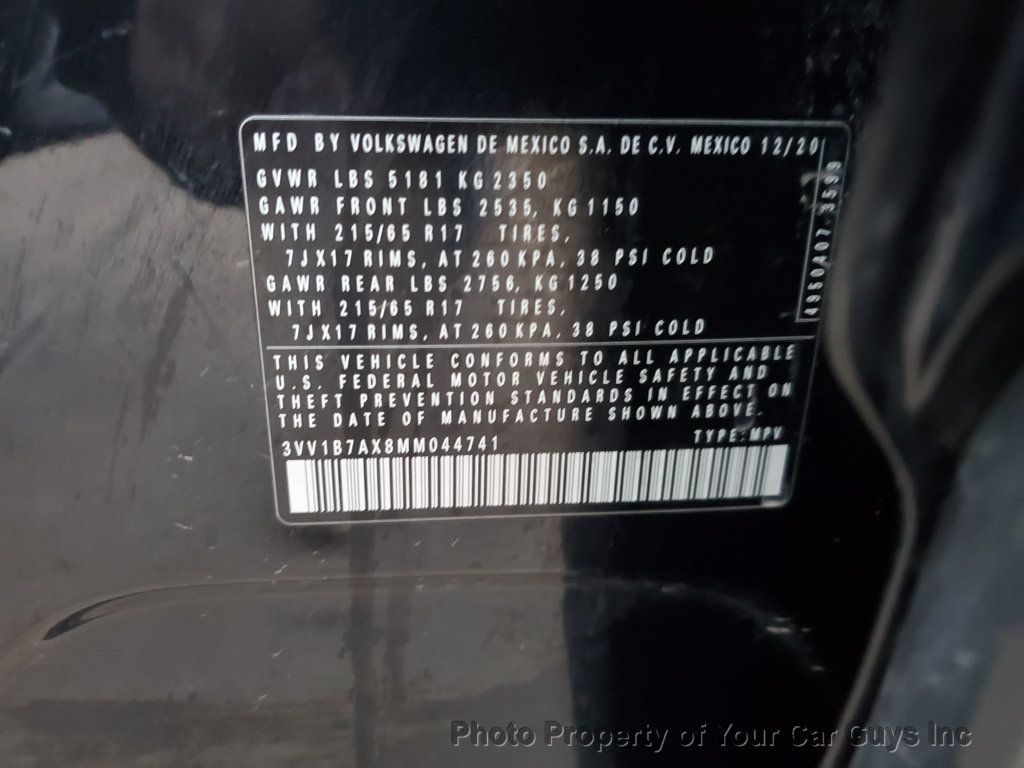 MFD BY VOLKSWAGEN DE MEXICO S.A. DE C.V. MEXICO 12/20
GVWR LBS 5181 KG 2350
GAWR FRONT LBS 2535, KG 1150
WITH 215/65 R17 TIRES,
7JX17 RIMS, AT 260 KPA, 38 PSI COLD
GAWR REAR LBS 2756, KG 1250
WITH 215/65 R17 TIRES,
7JX17 RIMS, AT 260 KPA, 38 PSI COLD
THIS VEHICLE CONFORMS TO ALL APPLICABLE
U.S. FEDERAL MOTOR VEHICLE SAFETY AND
THEFT PREVENTION STANDARDS IN EFFECT ON
THE DATE OF MANUFACTURE SHOWN ABOVE.
3VV1B7AX8MM044741 TYPE: MPV
Photo Property of Your Car Guys Inc